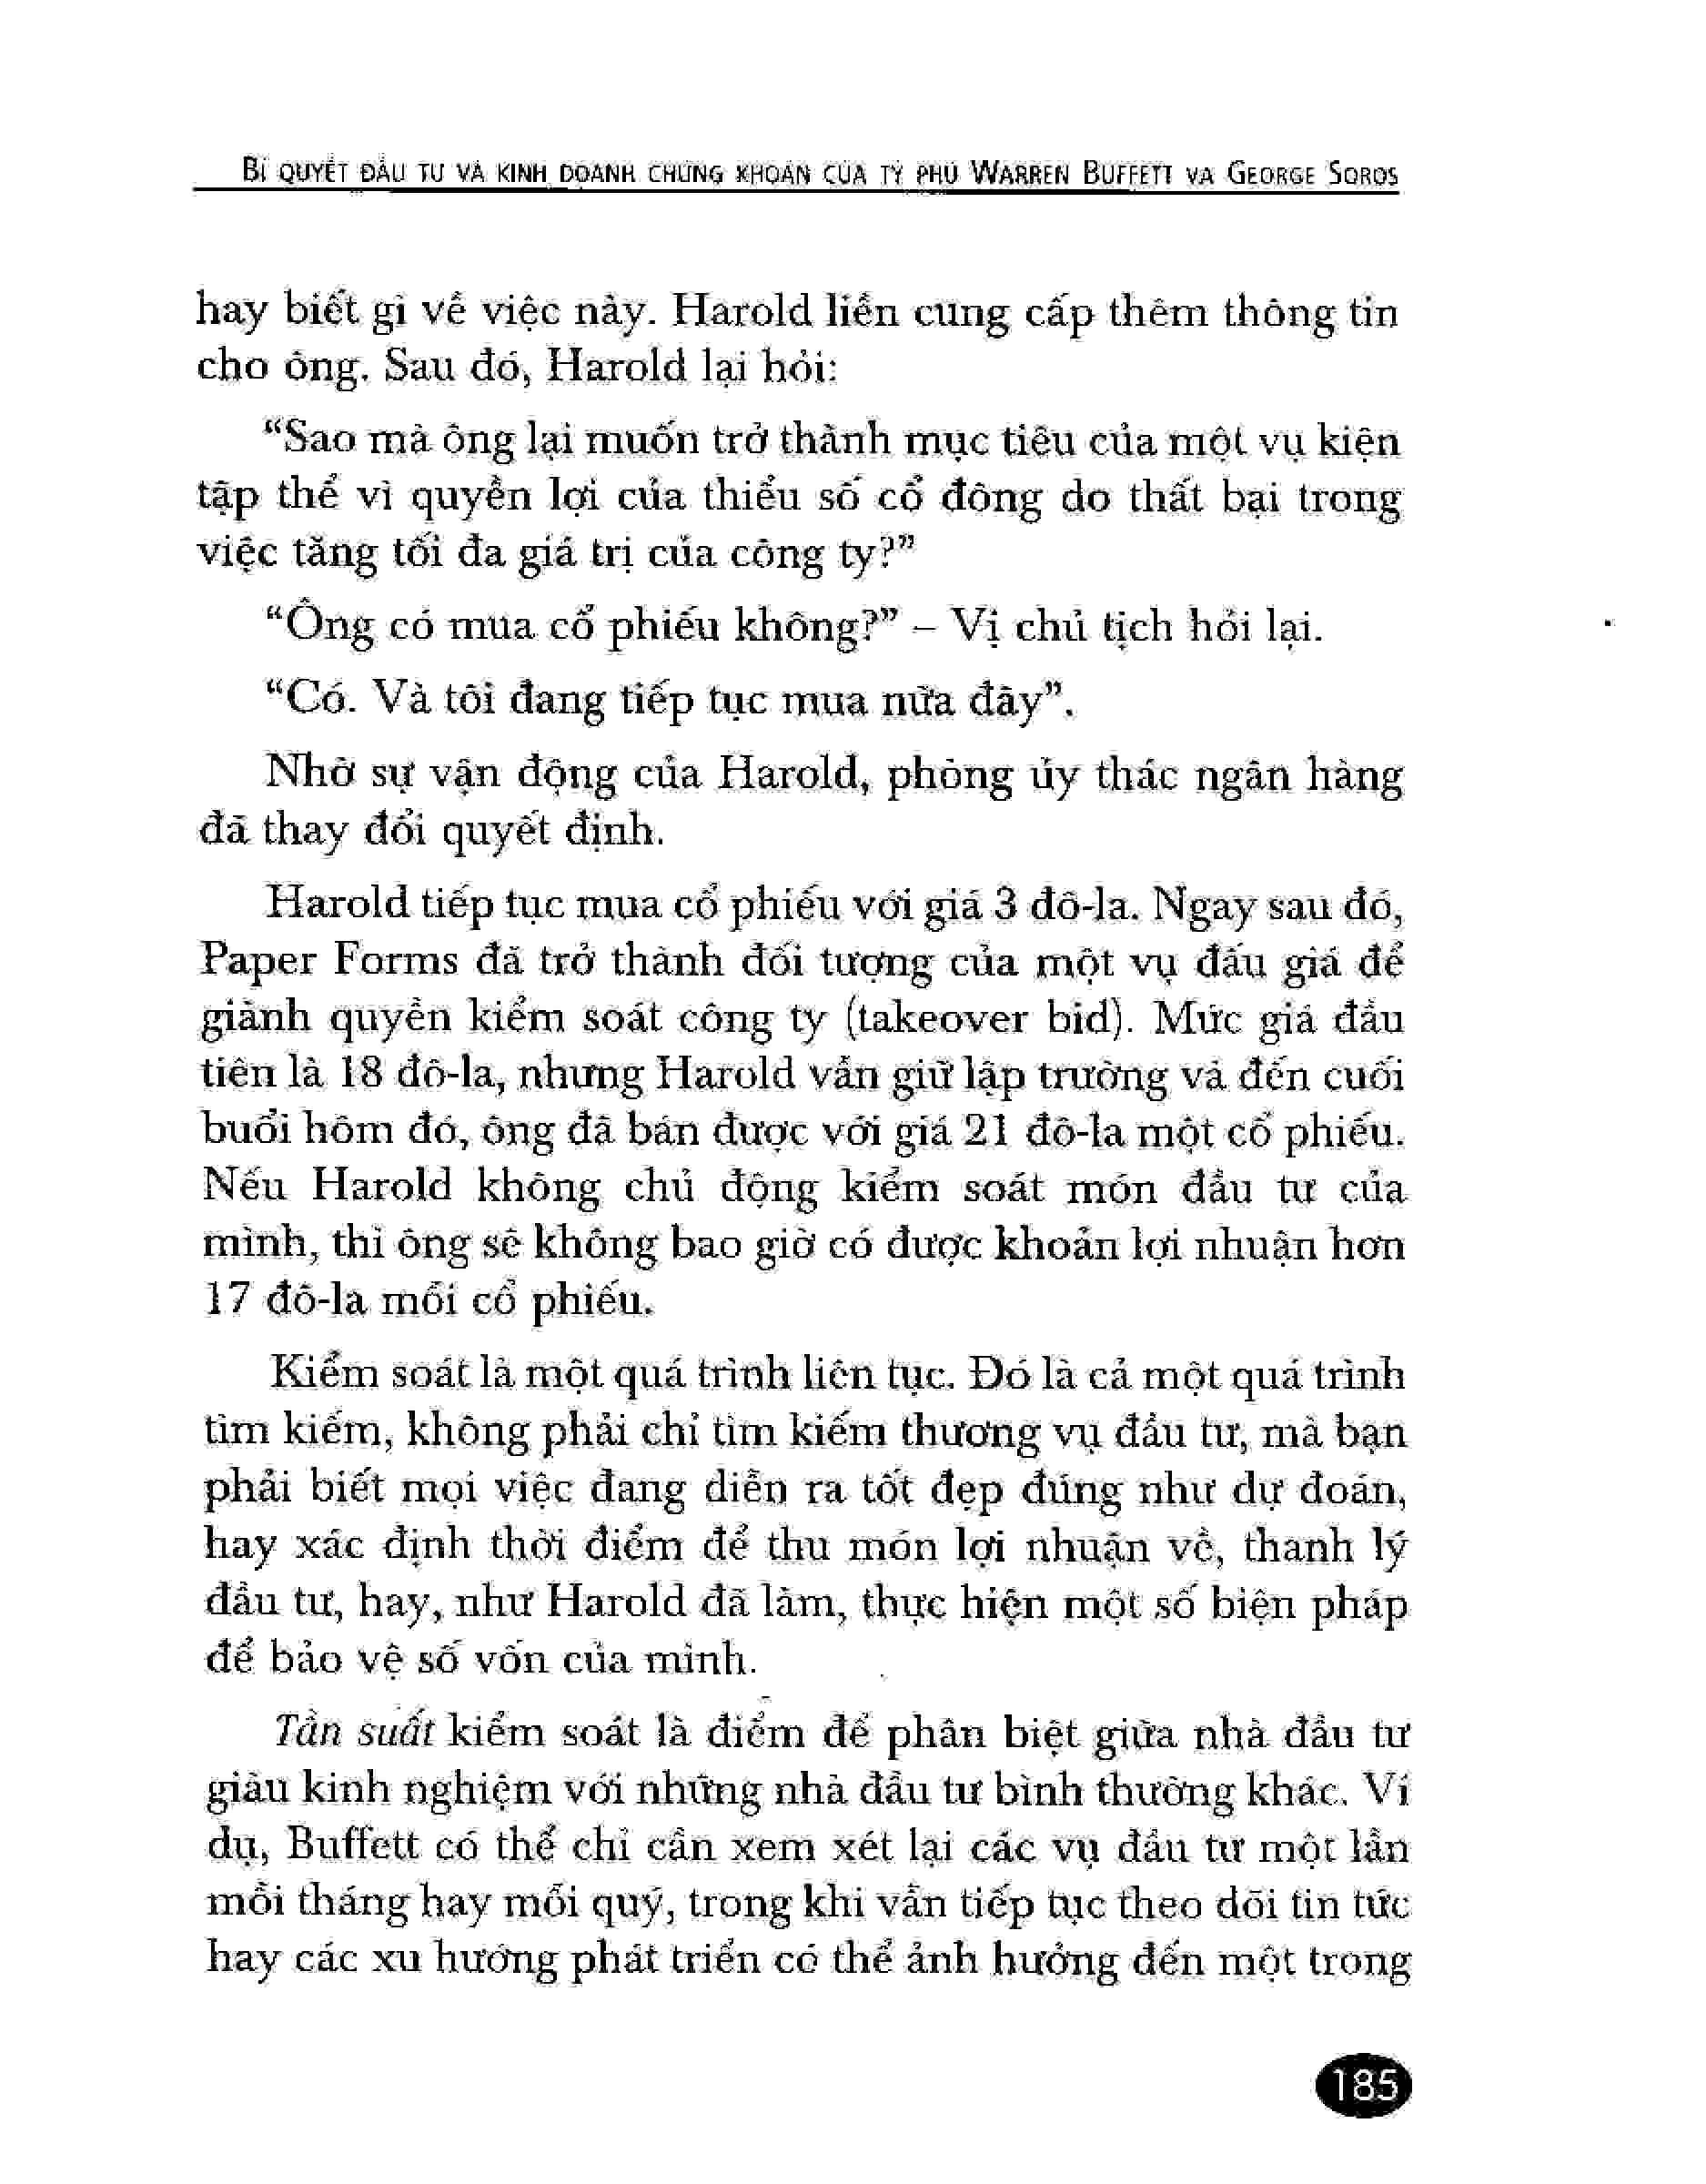 BÍ QUYẾT ĐẦU TƯ VÀ KINH DOANH CHỨNG KHOÁN CỦA TỶ PHÚ WARREN BUFFETT VÀ GEORGE SOROS
hay biết gì về việc này. Harold liền cung cấp thêm thông tin
cho ông. Sau đó, Harold lại hỏi:
“Sao mà ông lại muốn trở thành mục tiêu của một vụ kiện
tập thể vì quyền lợi của thiểu số cổ đông do thất bại trong
việc tăng tối đa giá trị của công ty?”
“Ông có mua cổ phiếu không?” – Vị chủ tịch hỏi lại.
“Có. Và tôi đang tiếp tục mua nữa đây”.
Nhờ sự vận động của Harold, phòng ủy thác ngân hàng
đã thay đổi quyết định.
Harold tiếp tục mua cổ phiếu với giá 3 đô-la. Ngay sau đó,
Paper Forms đã trở thành đối tượng của một vụ đấu giá để
giành quyền kiểm soát công ty (takeover bid). Mức giá đầu
tiên là 18 đô-la, nhưng Harold vẫn giữ lập trường và đến cuối
buổi hôm đó, ông đã bán được với giá 21 đô-la một cổ phiếu.
Nếu Harold không chủ động kiểm soát món đầu tư của
mình, thì ông sẽ không bao giờ có được khoản lợi nhuận hơn
17 đô-la mỗi cổ phiếu.
Kiểm soát là một quá trình liên tục. Đó là cả một quá trình
tìm kiếm, không phải chỉ tìm kiếm thương vụ đầu tư, mà bạn
phải biết mọi việc đang diễn ra tốt đẹp đúng như dự đoán,
hay xác định thời điểm để thu món lợi nhuận về, thanh lý
đầu tư, hay, như Harold đã làm, thực hiện một số biện pháp
để bảo vệ số vốn của mình.
Tần suất kiểm soát là điểm để phân biệt giữa nhà đầu tư
giàu kinh nghiệm với những nhà đầu tư bình thường khác. Ví
dụ, Buffett có thể chỉ cần xem xét lại các vụ đầu tư một lần
mỗi tháng hay mỗi quý, trong khi vẫn tiếp tục theo dõi tin tức
hay các xu hướng phát triển có thể ảnh hưởng đến một trong
185